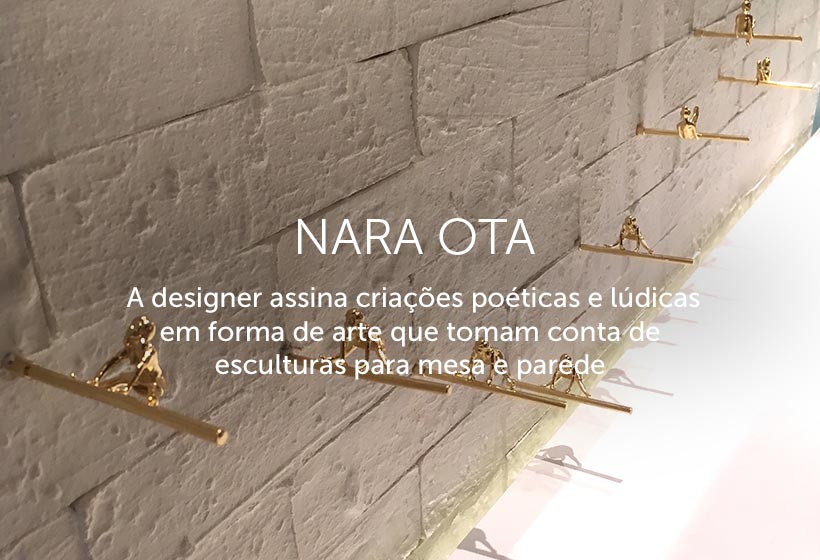 NARA OTA
A designer assina criações poéticas e lúdicas
em forma de arte que tomam conta de
esculturas para mesa e parede